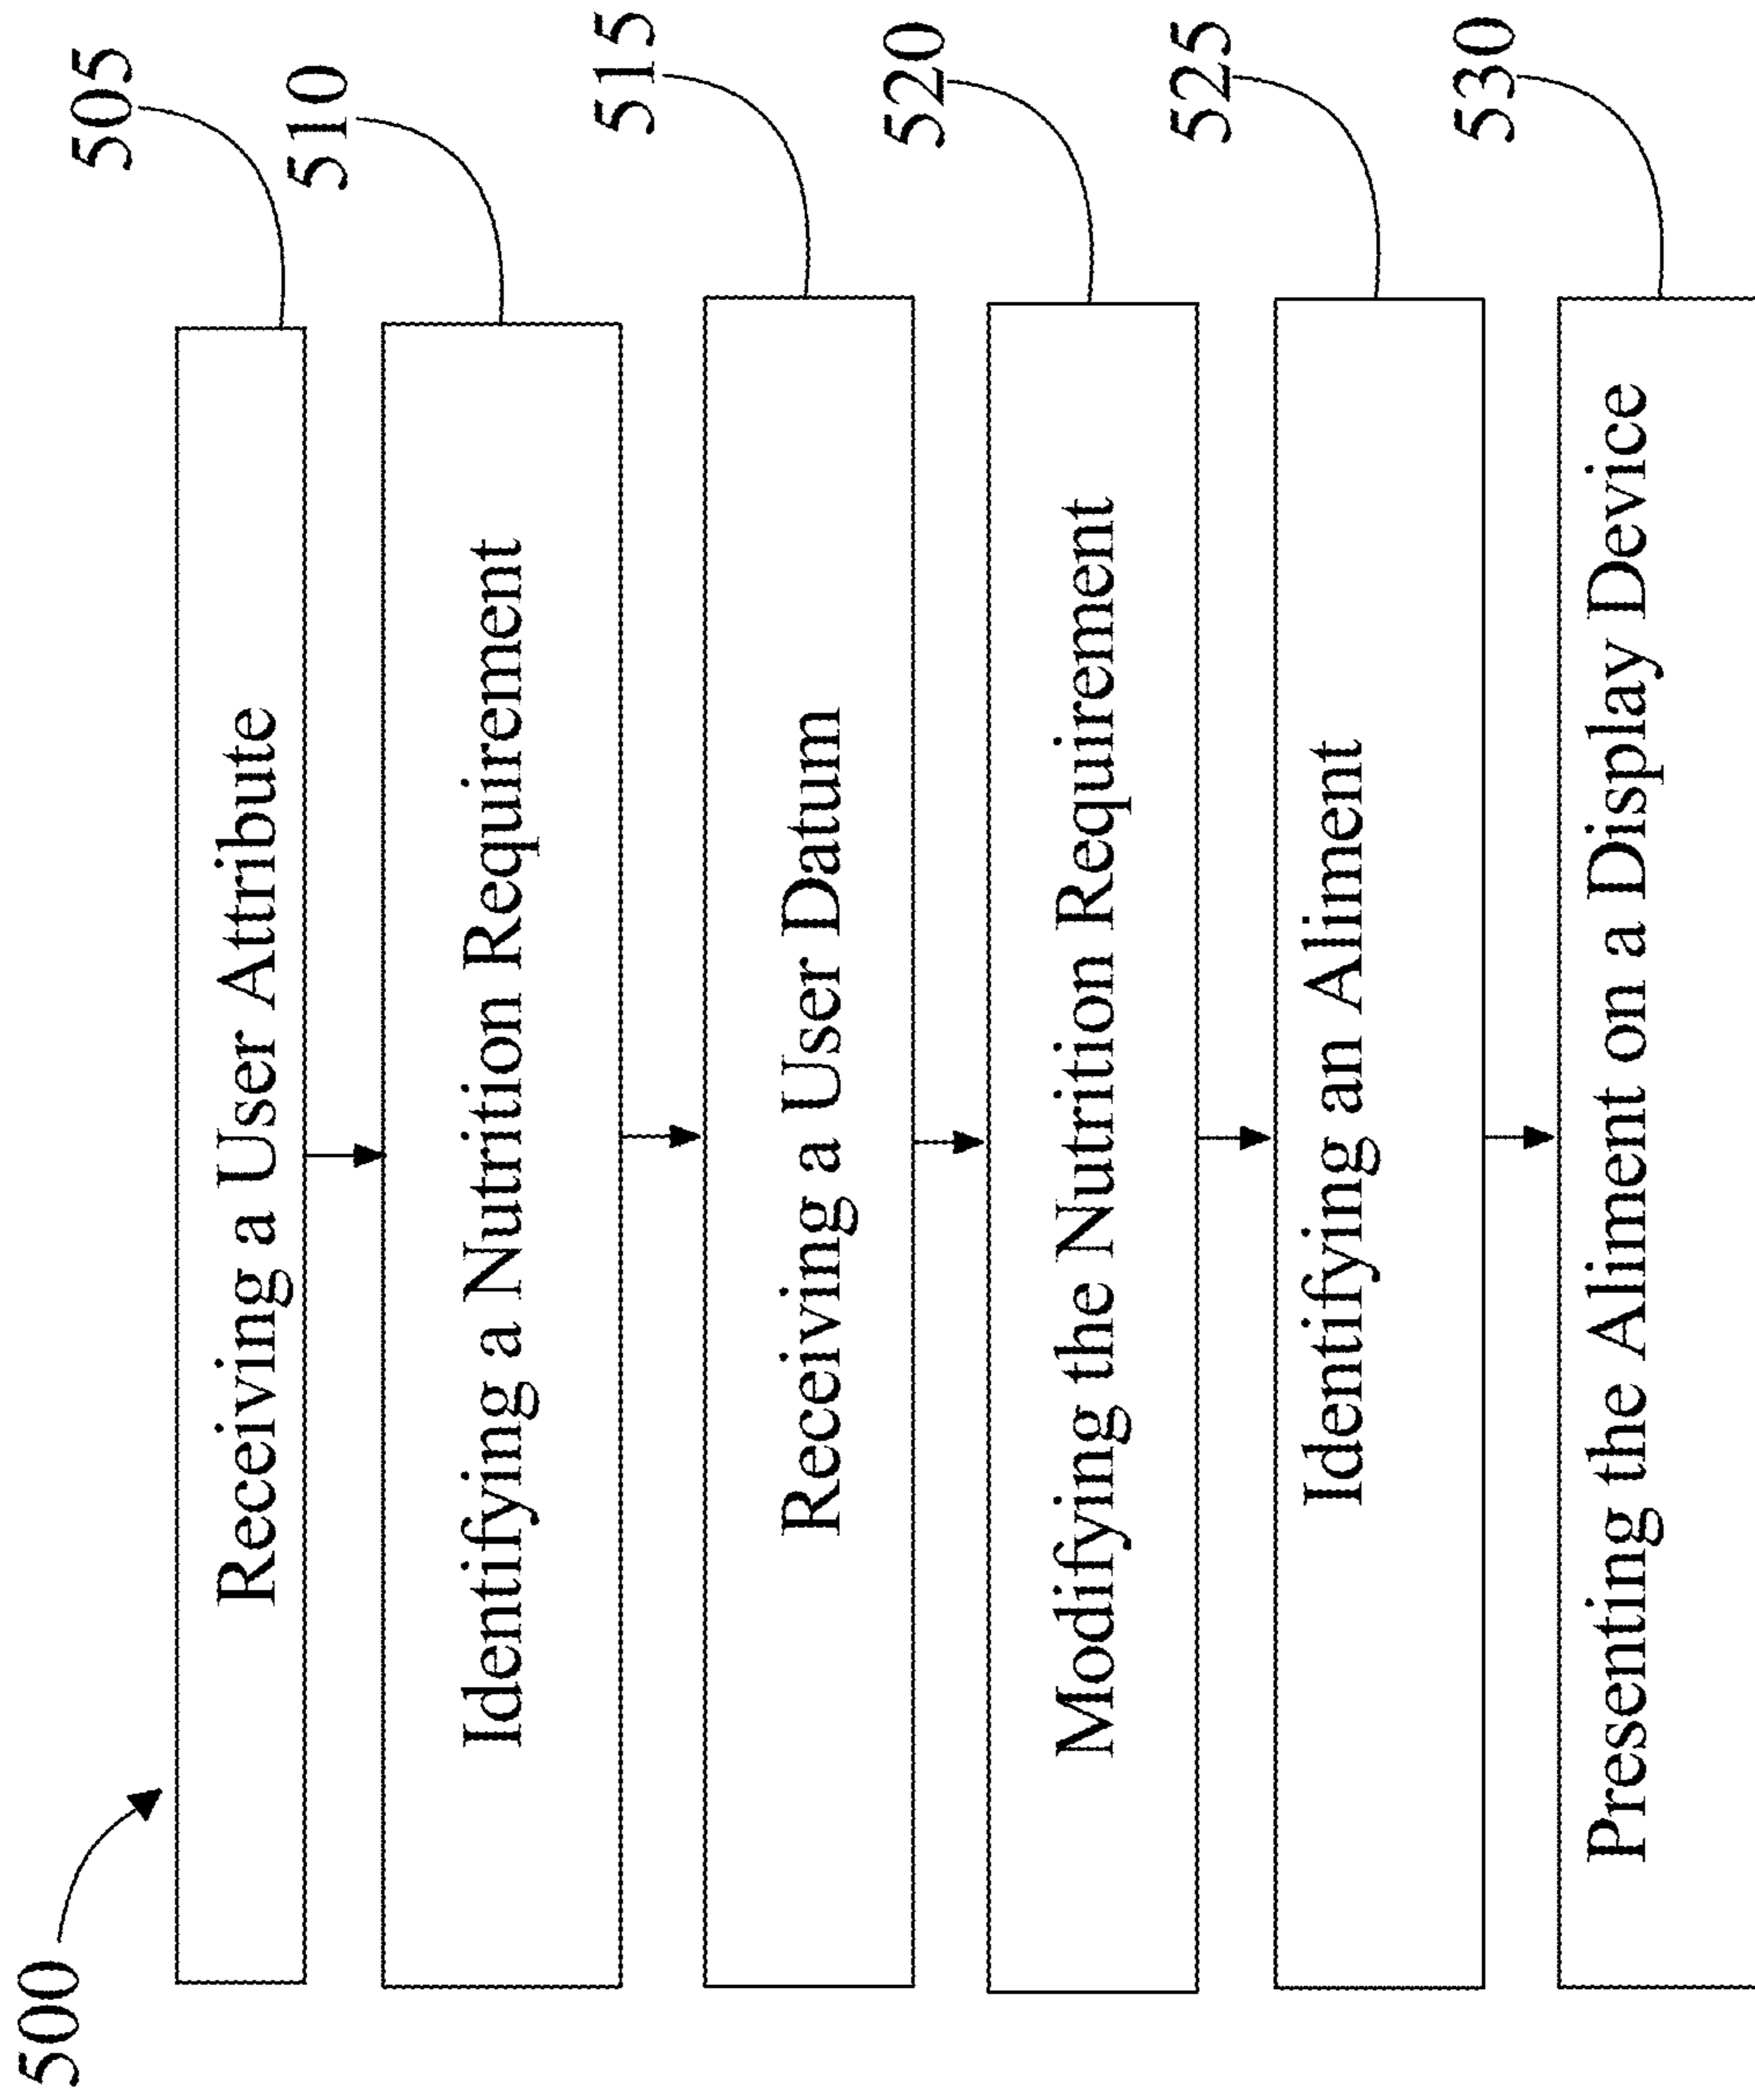 500
505
Receiving a User Attribute
510
Identifying a Nutrition Requirement
515
Receiving a User Datum
520
Modifying the Nutrition Requirement
525
Identifying an Aliment
530
Presenting the Aliment on a Display Device